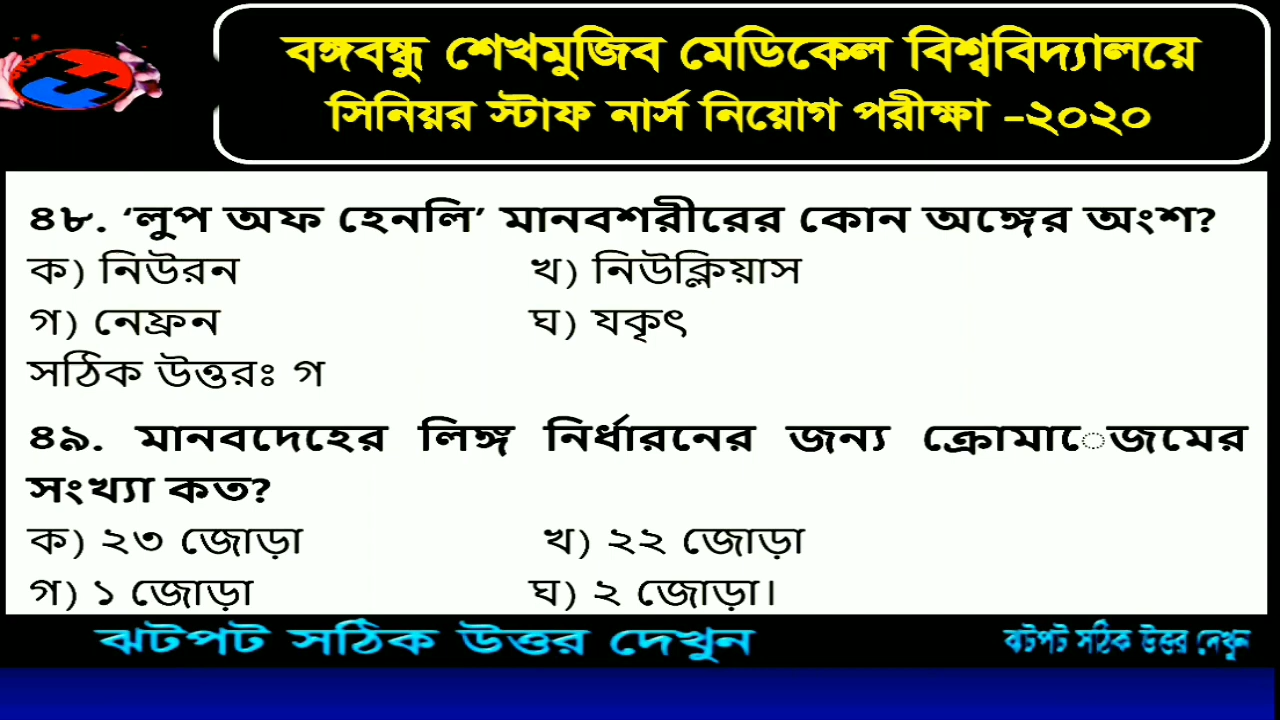 বঙ্গবন্ধু শেখমুজিব মেডিকেল বিশ্ববিদ্যালয়ে
সিনিয়র স্টাফ নার্স নিয়োগ পরীক্ষা -২০২০
৪৮. ‘লুপ অফ হেনলি’ মানবশরীরের কোন অঙ্গের অংশ?
ক) নিউরন খ) নিউক্লিয়াস
গ) নেফ্রন ঘ) যকৃৎ
সঠিক উত্তরঃ গ
৪৯. মানবদেহের লিঙ্গ নির্ধারনের জন্য ক্রোমােজমের
সংখ্যা কত?
ক) ২৩ জোড়া খ) ২২ জোড়া
গ) ১ জোড়া ঘ) ২ জোড়া।
ঝটপট সঠিক উত্তর দেখুন ঝটপট সঠিক উত্তর দেখুন